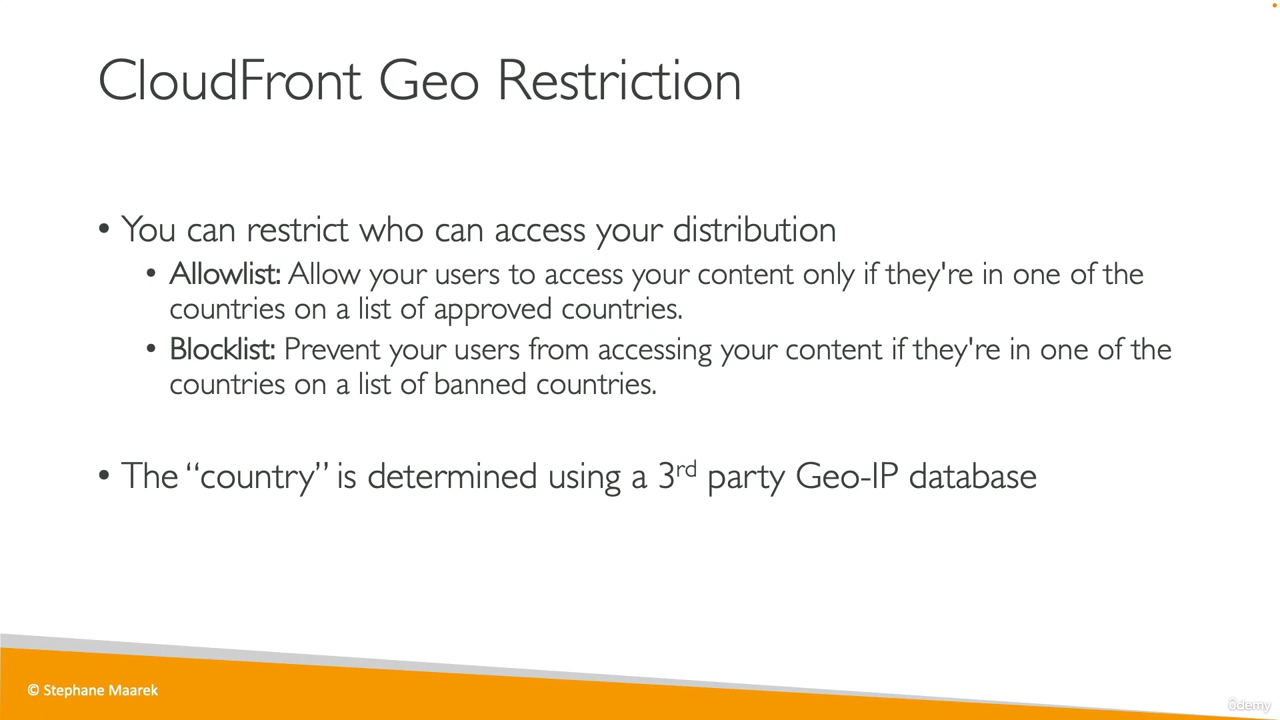 CloudFront Geo Restriction
• You can restrict who can access your distribution
• Allowlist: Allow your users to access your content only if they're in one of the
countries on a list of approved countries.
• Blocklist: Prevent your users from accessing your content if they're in one of the
countries on a list of banned countries.
• The “country” is determined using a 3rd party Geo-IP database
© Stephane Maarek
ûdemy